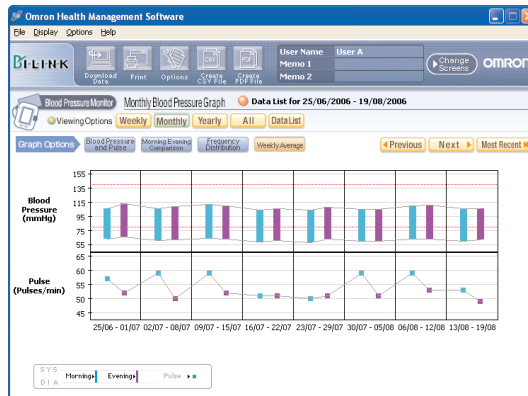 Omron Health Management Software
File Display Options Help
Bi-LINK
Download Data
Print
Options
Create CSV File
Create PDF File
User Name User A
Memo 1
Memo 2
Change Screens
OMRON
Blood Pressure Monitor Monthly Blood Pressure Graph Data List for 25/06/2006 - 19/08/2006
Viewing Options Weekly Monthly Yearly All Data List
Graph Options
Blood Pressure and Pulse
Morning Evening Comparison
Frequency Distribution
Weekly Average
Previous Next Most Recent
Blood Pressure (mmHg)
155
135
115
95
75
55
Pulse (Pulses/min)
65
60
55
50
45
25/06 - 01/07 02/07 - 08/07 09/07 - 15/07 16/07 - 22/07 23/07 - 29/07 30/07 - 05/08 06/08 - 12/08 13/08 - 19/08
SYS
Morning Evening Pulse
DIA